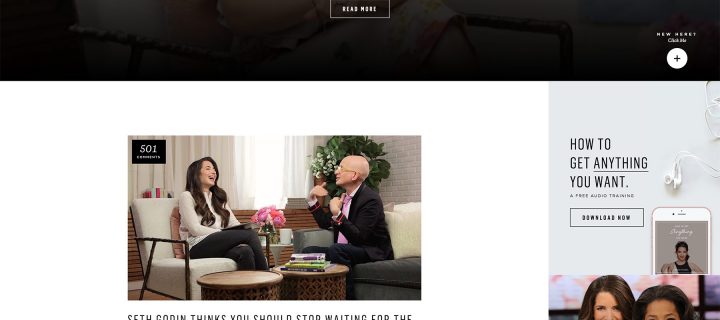 READ MORE
NEW HERE?
Click Me
501
COMMENTS
HOW TO
GET ANYTHING
YOU WANT.
A FREE AUDIO TRAINING
DOWNLOAD NOW
SETH GODIN THINKS YOU SHOULD STOP WAITING FOR THE